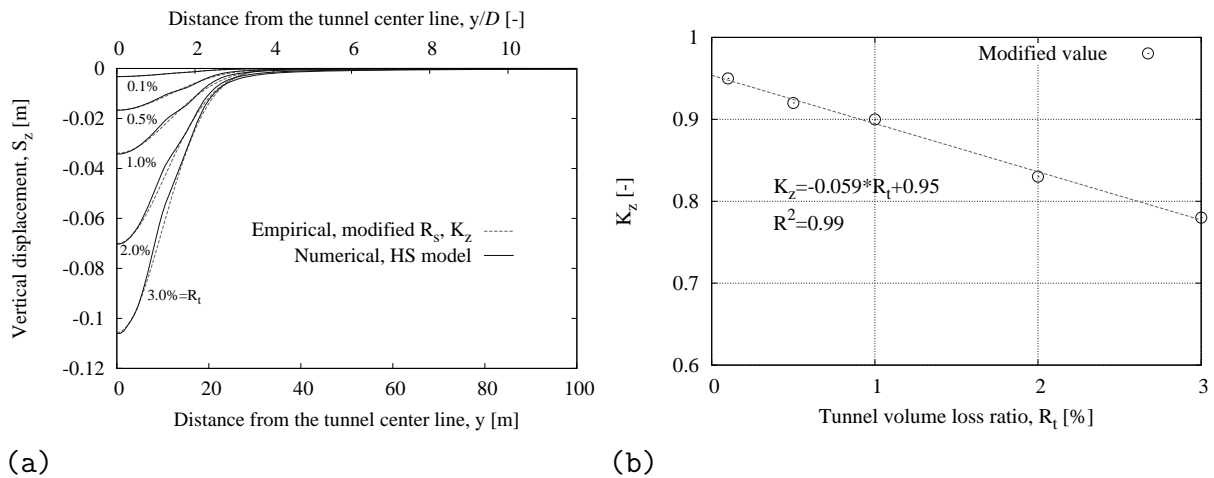 Distance from the tunnel center line, y/D [-]
0 2 4 6 8 10
Vertical displacement, S_z [m]
0
-0.02
-0.04
-0.06
-0.08
-0.1
-0.12
0.1%
0.5%
1.0%
2.0%
3.0%=R_t
Empirical, modified R_s, K_z
Numerical, HS model
0 20 40 60 80 100
Distance from the tunnel center line, y [m]
(a)
K_z [-]
1
0.9
0.8
0.7
0.6
Modified value
K_z=-0.059*R_t+0.95
R^2=0.99
0 1 2 3
Tunnel volume loss ratio, R_t [%]
(b)